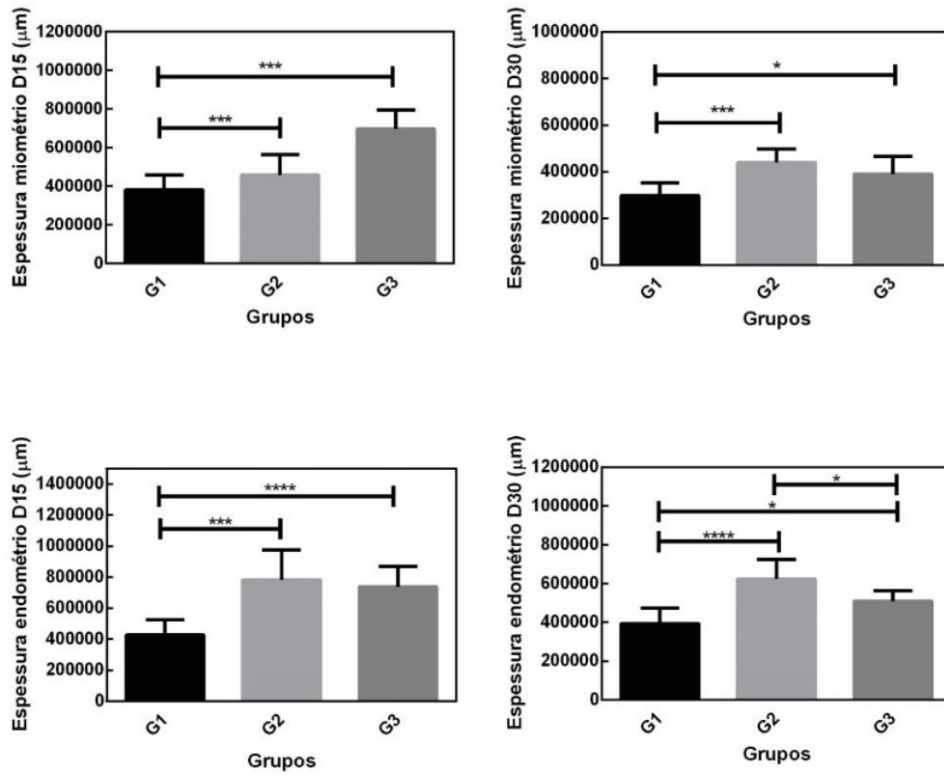 Espessura miométrio D15 (µm)
1200000
1000000
800000
600000
400000
200000
0
***
***
G1
G2
G3
Grupos
Espessura miométrio D30 (µm)
1000000
800000
600000
400000
200000
0
*
***
G1
G2
G3
Grupos
Espessura endométrio D15 (µm)
1400000
1200000
1000000
800000
600000
400000
200000
0
****
***
G1
G2
G3
Grupos
Espessura endométrio D30 (µm)
1200000
1000000
800000
600000
400000
200000
0
*
*
****
G1
G2
G3
Grupos